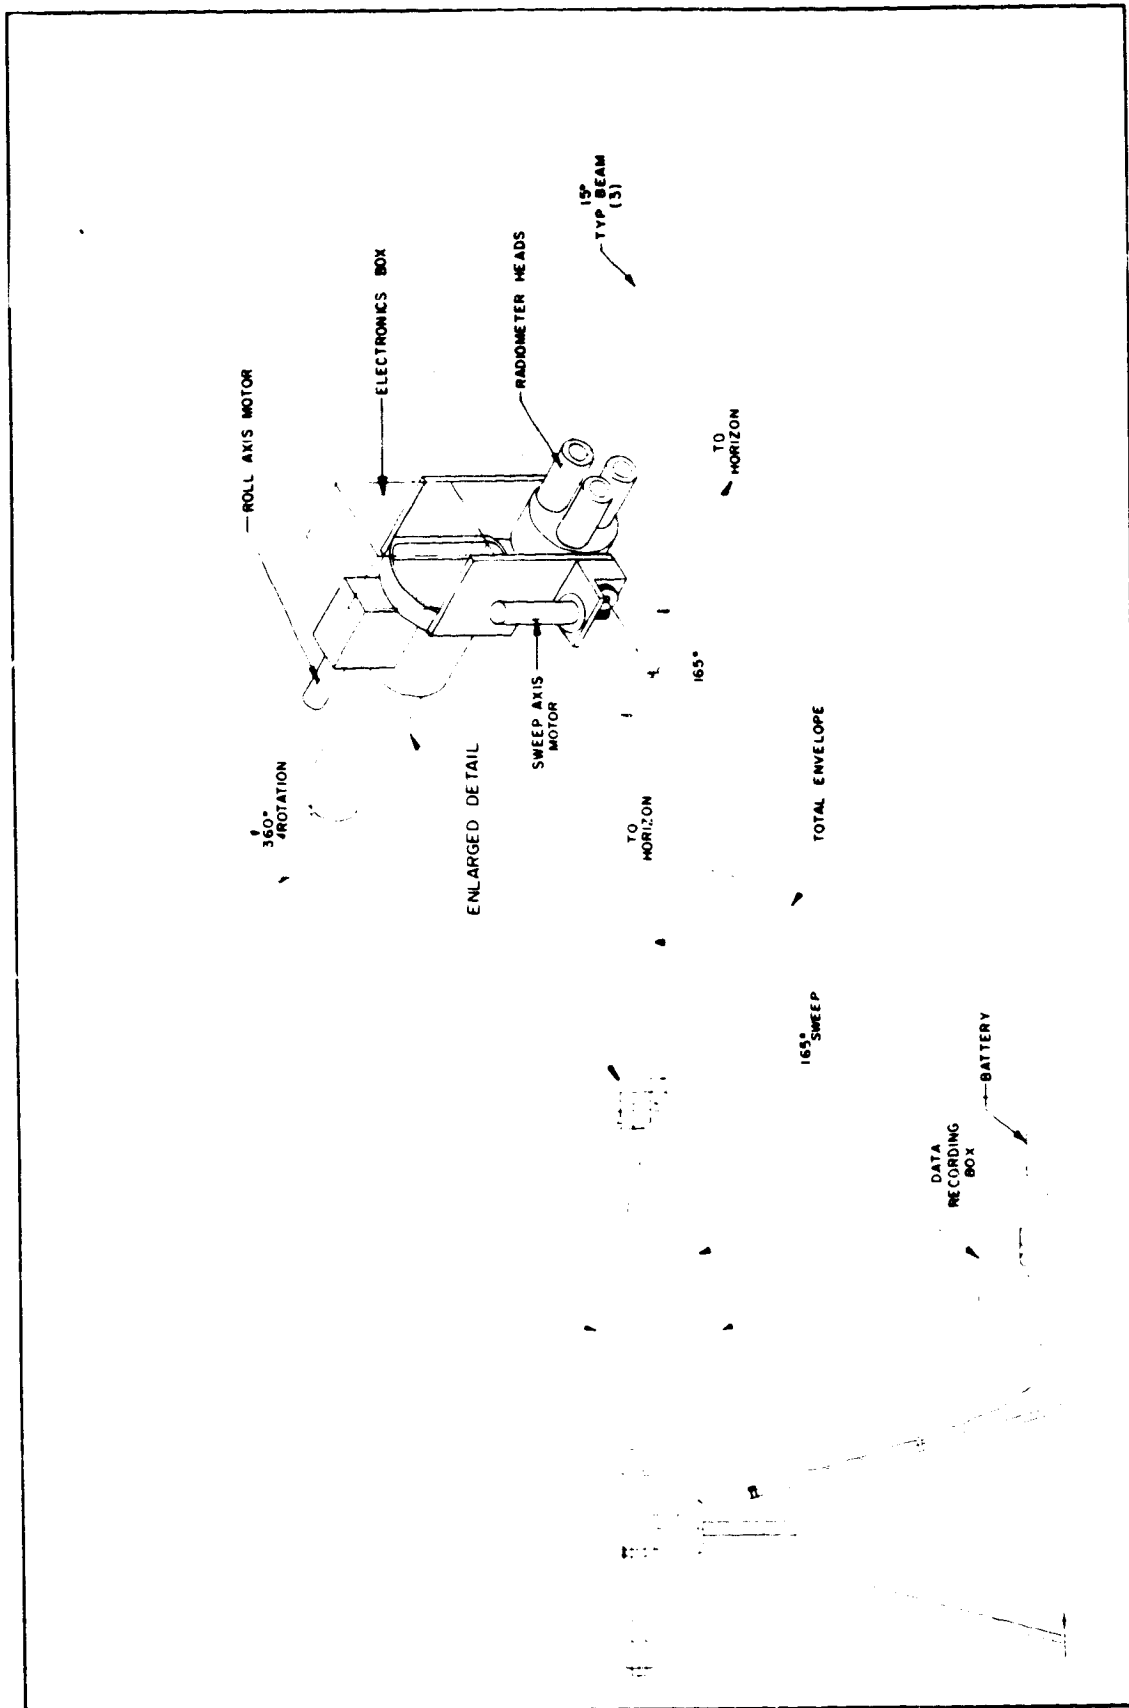 ROLL AXIS MOTOR
ELECTRONICS BOX
RADIOMETER HEADS
15°
TYP BEAM
(3)
TO
HORIZON
360°
ROTATION
ENLARGED DETAIL
SWEEP AXIS
MOTOR
165°
TO
HORIZON
TOTAL ENVELOPE
165°
SWEEP
DATA
RECORDING
BOX
BATTERY